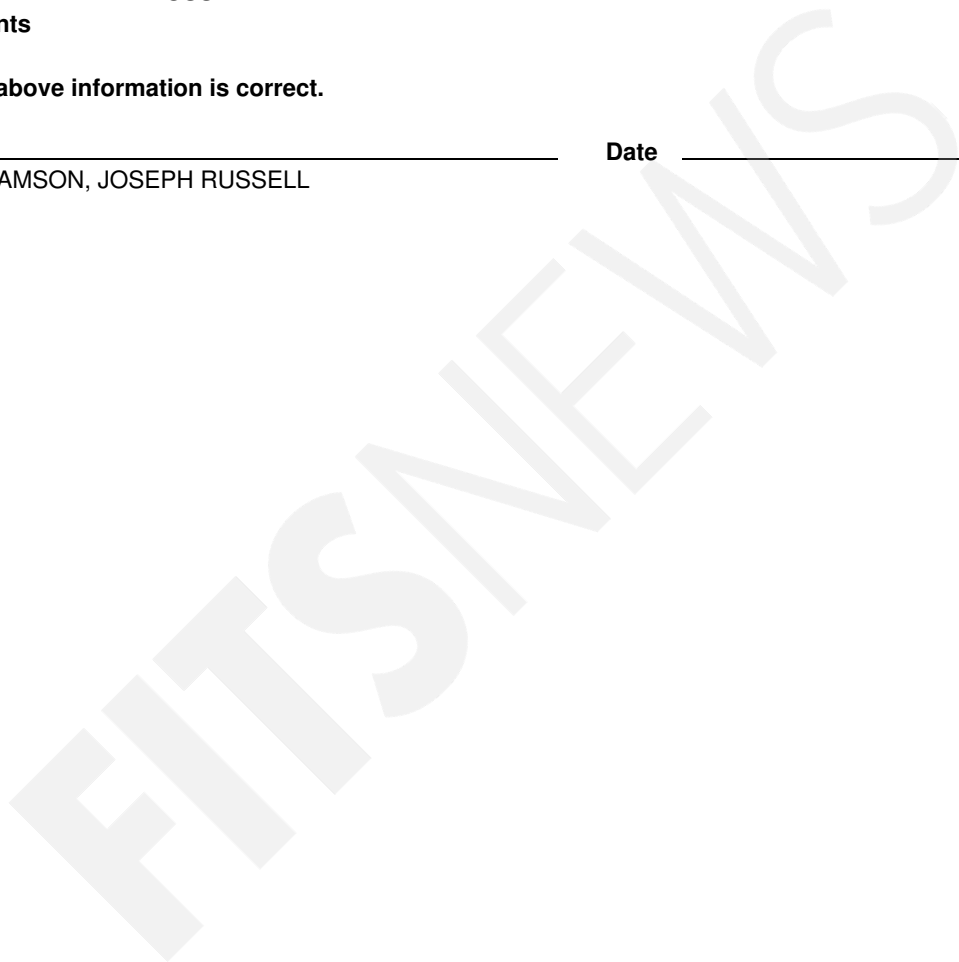 nts
above information is correct.
Date
AMSON, JOSEPH RUSSELL
FITSNEWS